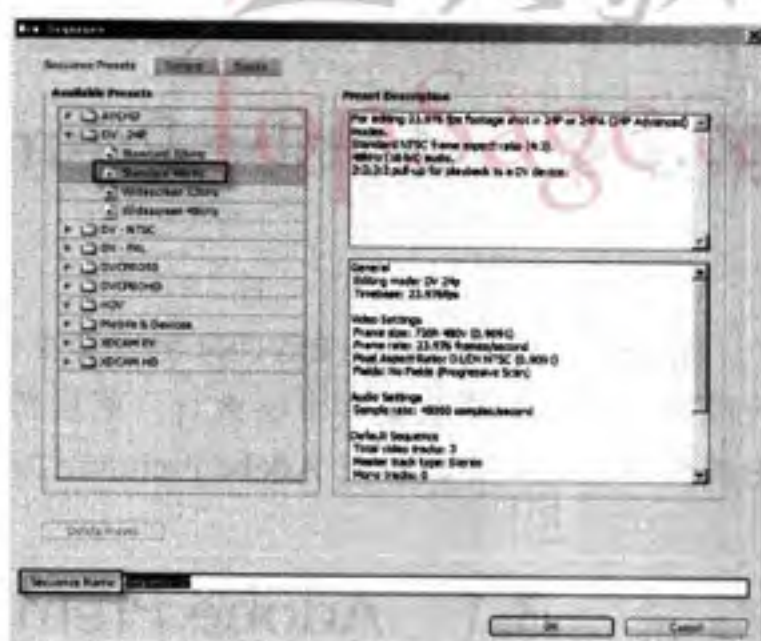 Sequence Presets
Available Presets
AVCHD
DV - 24P
Standard 32kHz
Standard 48kHz
Widescreen 32kHz
Widescreen 48kHz
DV - NTSC
DV - PAL
DVCPRO50
DVCPROHD
HDV
Mobile & Devices
XDCAM EX
XDCAM HD
Preset Description
For editing 23.976 fps footage shot in 24P or 24PA (24P Advanced) modes.
Standard NTSC frame aspect ratio (4:3).
48kHz (16 bit) audio.
2:3:3:2 pull-up for playback to a DV device.
General
Editing mode: DV 24p
Timebase: 23.976fps
Video Settings
Frame size: 720h 480v (0.9091)
Frame rate: 23.976 frames/second
Pixel Aspect Ratio: D1/DV NTSC (0.9091)
Fields: No Fields (Progressive Scan)
Audio Settings
Sample rate: 48000 samples/second
Default Sequence
Total video tracks: 3
Master track type: Stereo
Mono tracks: 0
Delete Preset
Sequence Name
OK
Cancel